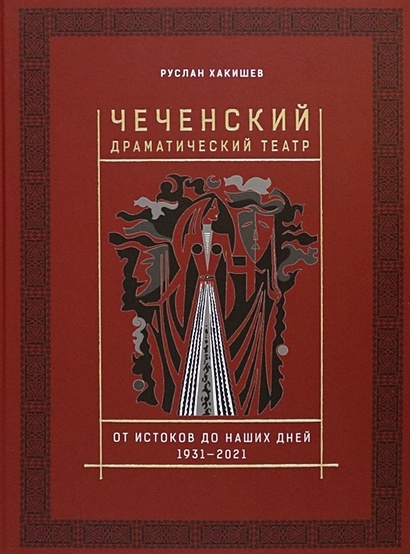 РУСЛАН ХАКИШЕВ
ЧЕЧЕНСКИЙ
ДРАМАТИЧЕСКИЙ ТЕАТР
ОТ ИСТОКОВ ДО НАШИХ ДНЕЙ
1931–2021